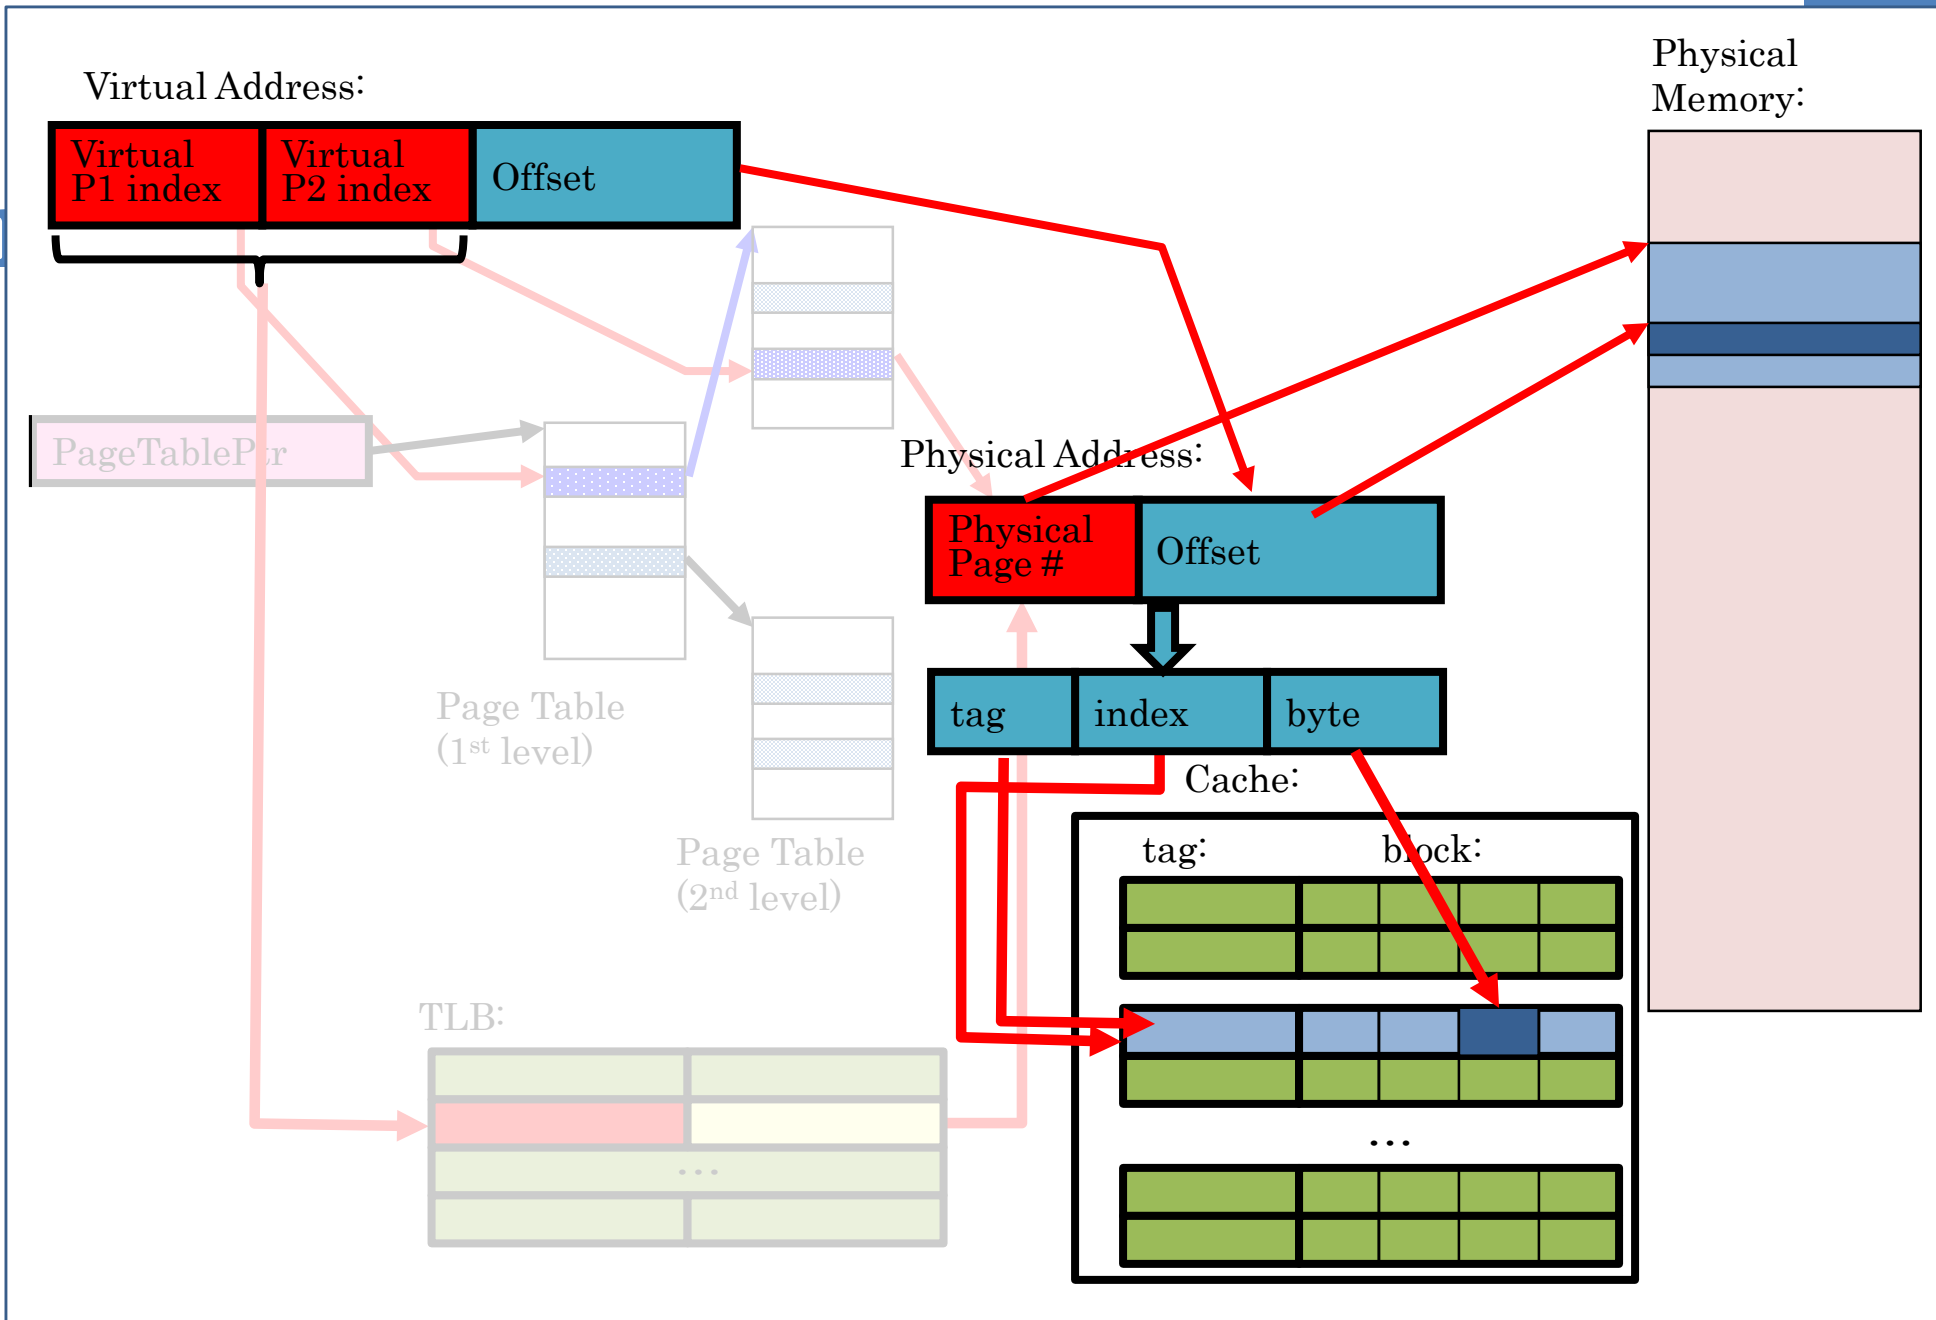 Physical
Memory:
Virtual Address:
Virtual
P1 index
Virtual
P2 index
Offset
PageTablePtr
Physical Address:
Physical
Page #
Offset
Page Table
(1st level)
tag
index
byte
Cache:
Page Table
(2nd level)
tag:
block:
TLB:
...
...